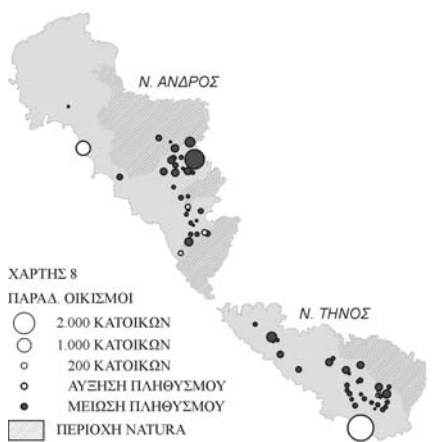 Ν. ΑΝΔΡΟΣ
ΧΑΡΤΗΣ 8
ΠΑΡΑΔ. ΟΙΚΙΣΜΟΙ
2.000 ΚΑΤΟΙΚΩΝ
1.000 ΚΑΤΟΙΚΩΝ
200 ΚΑΤΟΙΚΩΝ
ΑΥΞΗΣΗ ΠΛΗΘΥΣΜΟΥ
ΜΕΙΩΣΗ ΠΛΗΘΥΣΜΟΥ
ΠΕΡΙΟΧΗ NATURA
Ν. ΤΗΝΟΣ